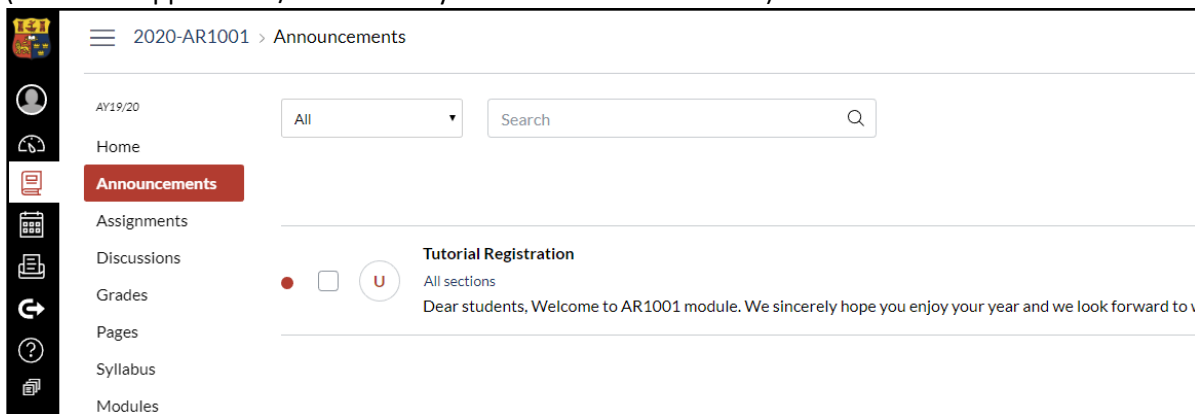 2020-AR1001 > Announcements
AY19/20
Home
Announcements
Assignments
Discussions
Grades
Pages
Syllabus
Modules
All
Search
Tutorial Registration
U
All sections
Dear students, Welcome to AR1001 module. We sincerely hope you enjoy your year and we look forward to